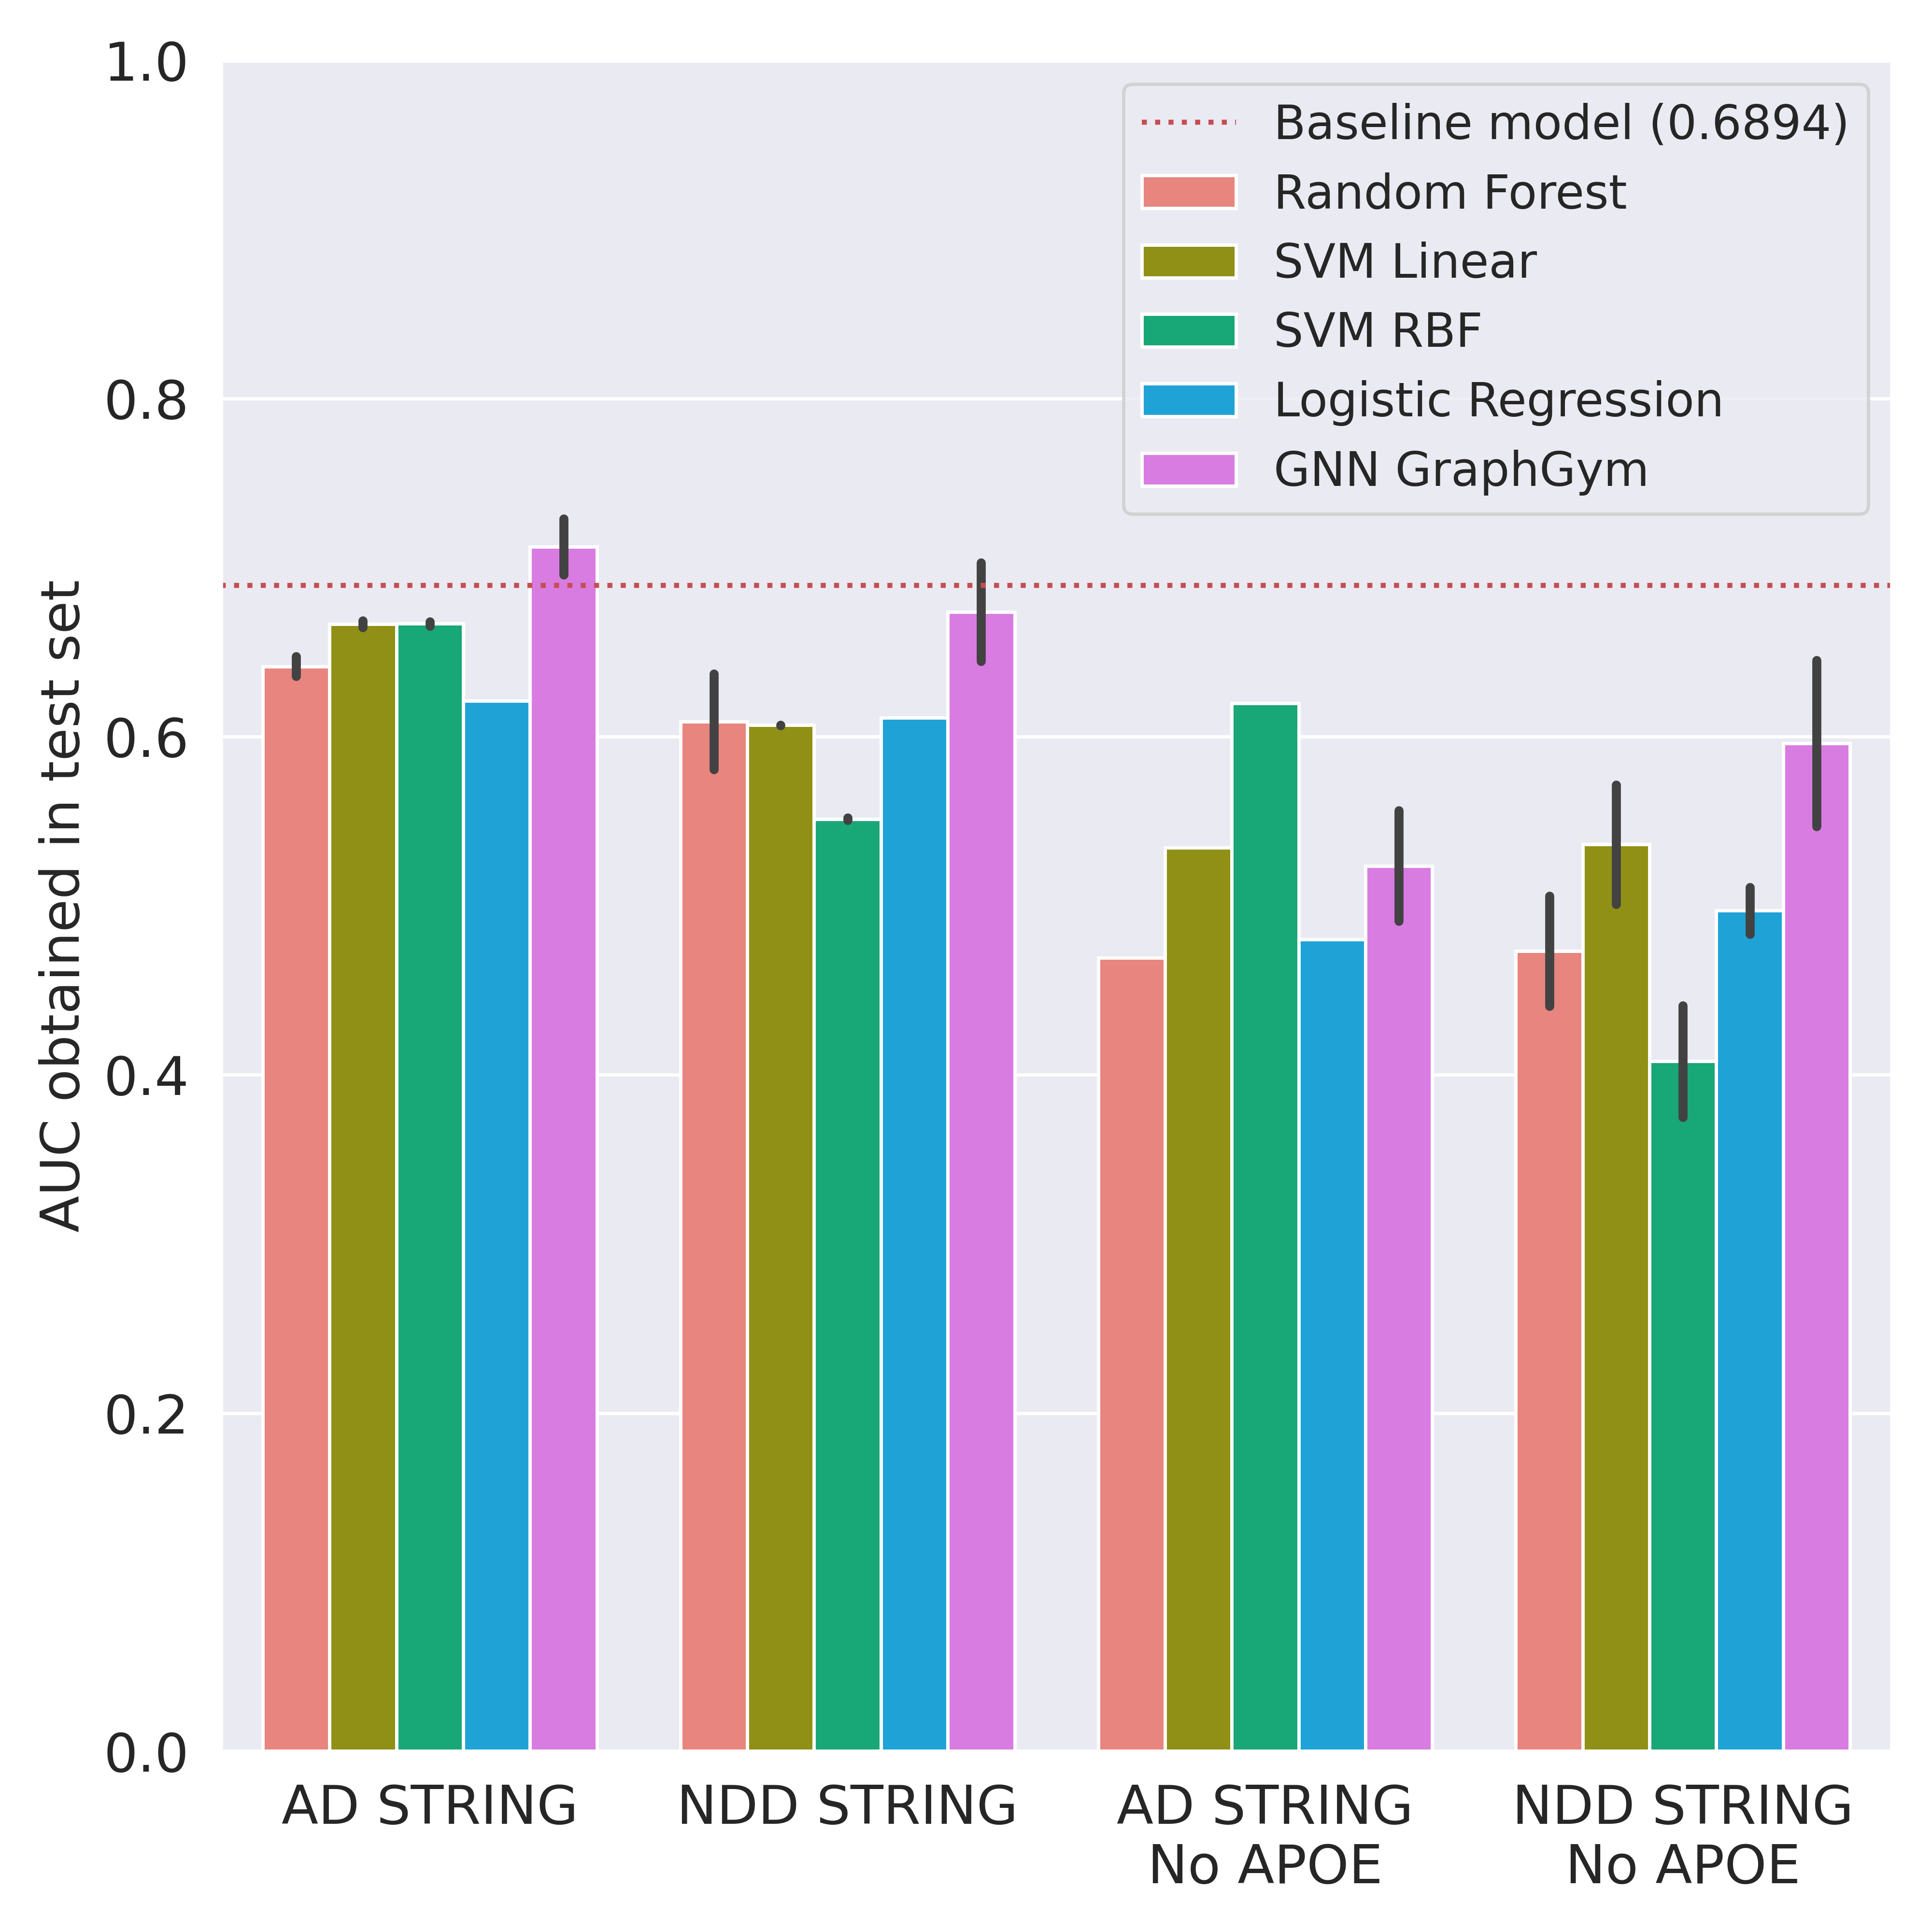 1.0
0.8
0.6
0.4
0.2
0.0
AUC obtained in test set
Baseline model (0.6894)
Random Forest
SVM Linear
SVM RBF
Logistic Regression
GNN GraphGym
AD STRING
NDD STRING
AD STRING
No APOE
NDD STRING
No APOE